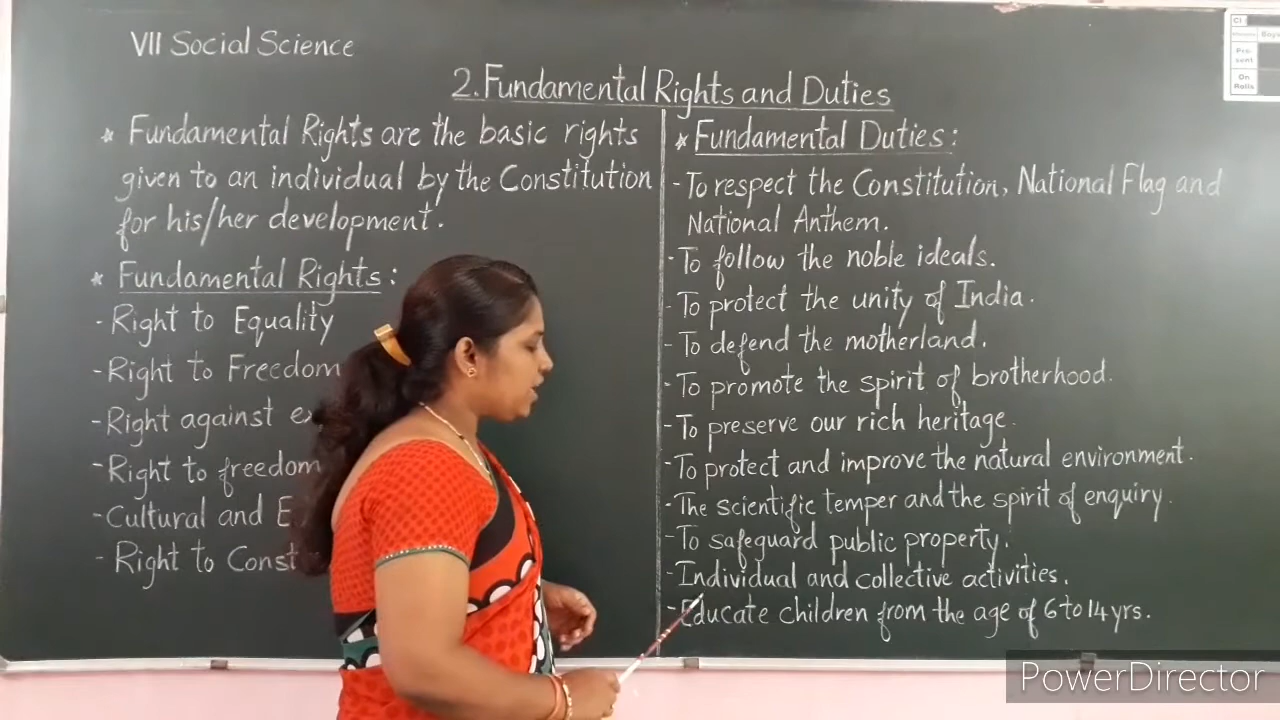 VII Social Science
2. Fundamental Rights and Duties
* Fundamental Rights are the basic rights
given to an individual by the Constitution
for his/her development.
* Fundamental Rights :
- Right to Equality
- Right to Freedom
- Right against
- Right to freedom
- Cultural and
- Right to
* Fundamental Duties :
- To respect the Constitution, National Flag and
National Anthem.
- To follow the noble ideals.
- To protect the unity of India.
- To defend the motherland.
- To promote the spirit of brotherhood.
- To preserve our rich heritage.
- To protect and improve the natural environment.
- The scientific temper and the spirit of enquiry.
- To safeguard public property.
- Individual and collective activities.
- Educate children from the age of 6 to 14 yrs.
Boys
Pre-
sent
On
Rolls
PowerDirector